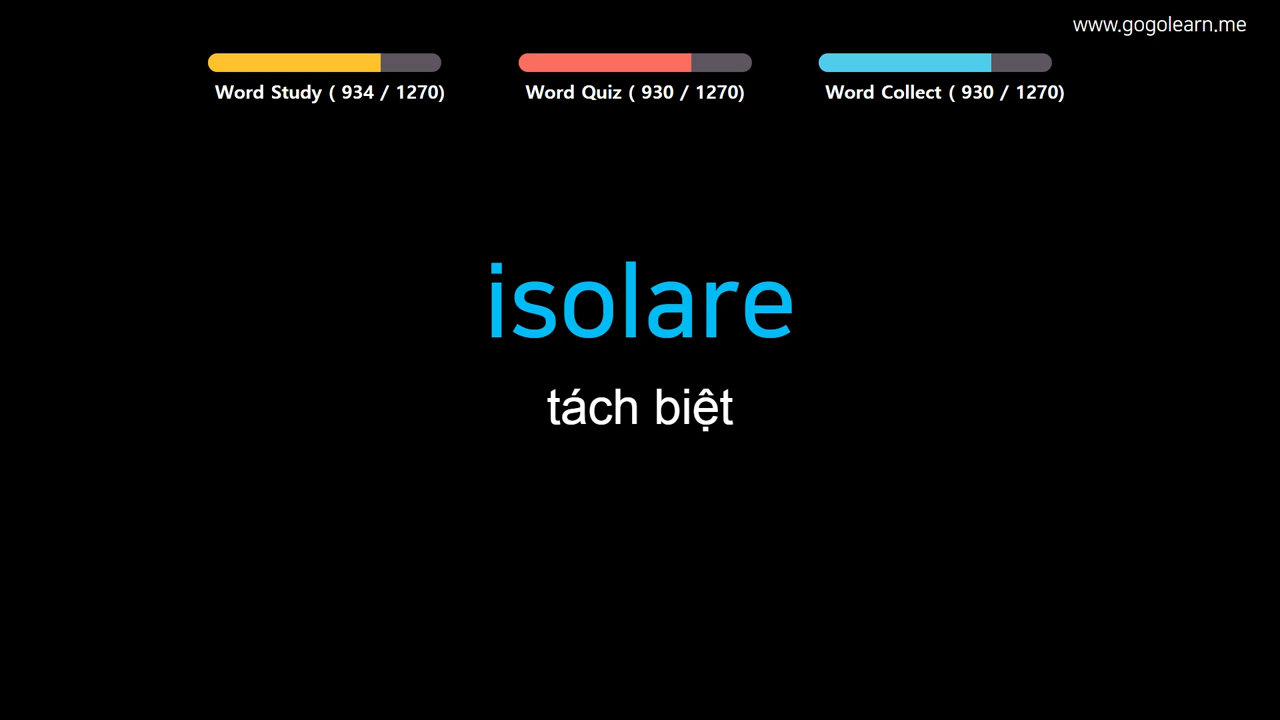 www.gogolearn.me
Word Study ( 934 / 1270)
Word Quiz ( 930 / 1270)
Word Collect ( 930 / 1270)
isolare
tách biệt